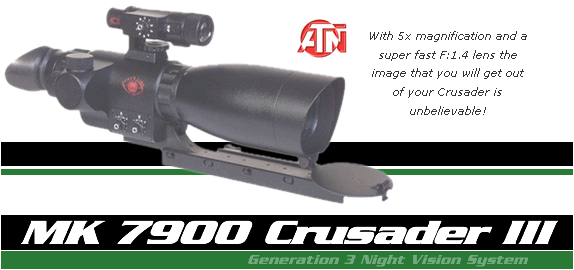 ATN
With 5x magnification and a
super fast F:1.4 lens the
image that you will get out
of your Crusader is
unbelievable!
MK 7900 Crusader III
Generation 3 Night Vision System